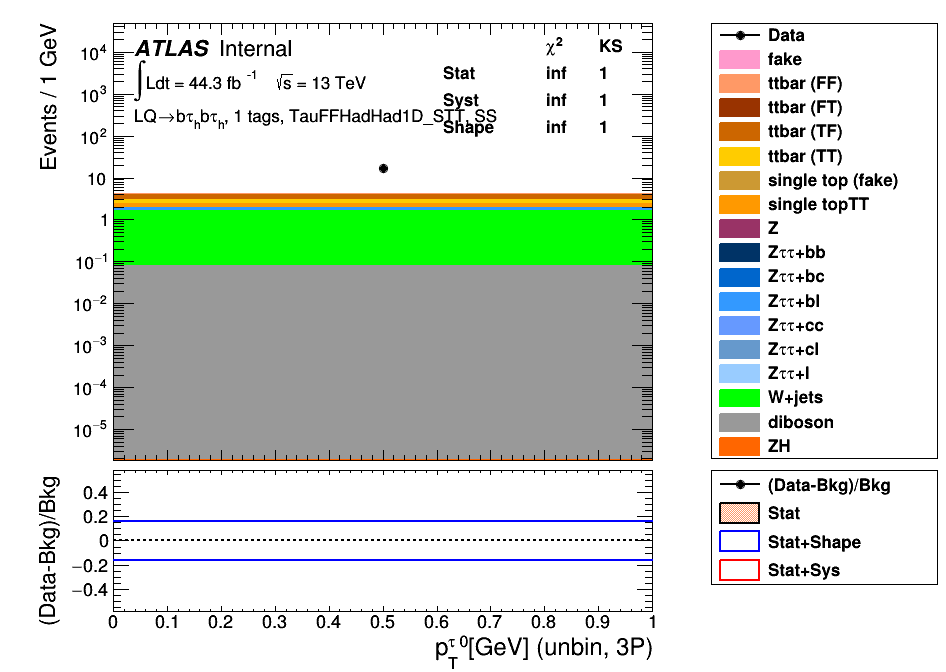 Events / 1 GeV
10⁴
10³
10²
10
1
10⁻¹
10⁻²
10⁻³
10⁻⁴
10⁻⁵
ATLAS Internal
∫Ldt = 44.3 fb⁻¹ √s = 13 TeV
LQ→bτ_hbτ_h, 1 tags, TauFFHadHad1D_STT, SS
χ² KS
Stat inf 1
Syst inf 1
Shape inf 1
Data
fake
ttbar (FF)
ttbar (FT)
ttbar (TF)
ttbar (TT)
single top (fake)
single topTT
Z
Zττ+bb
Zττ+bc
Zττ+bl
Zττ+cc
Zττ+cl
Zττ+l
W+jets
diboson
ZH
(Data-Bkg)/Bkg
0.4
0.2
0
−0.2
−0.4
0 0.1 0.2 0.3 0.4 0.5 0.6 0.7 0.8 0.9 1
p_T^τ 0[GeV] (unbin, 3P)
(Data-Bkg)/Bkg
Stat
Stat+Shape
Stat+Sys